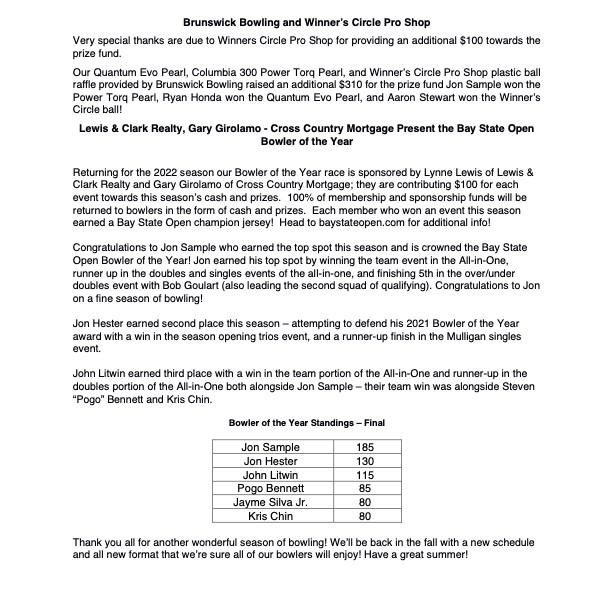 Brunswick Bowling and Winner's Circle Pro Shop
Very special thanks are due to Winners Circle Pro Shop for providing an additional $100 towards the
prize fund.
Our Quantum Evo Pearl, Columbia 300 Power Torq Pearl, and Winner's Circle Pro Shop plastic ball
raffle provided by Brunswick Bowling raised an additional $310 for the prize fund Jon Sample won the
Power Torq Pearl, Ryan Honda won the Quantum Evo Pearl, and Aaron Stewart won the Winner's
Circle ball!
Lewis & Clark Realty, Gary Girolamo - Cross Country Mortgage Present the Bay State Open
Bowler of the Year
Returning for the 2022 season our Bowler of the Year race is sponsored by Lynne Lewis of Lewis &
Clark Realty and Gary Girolamo of Cross Country Mortgage; they are contributing $100 for each
event towards this season's cash and prizes.  100% of membership and sponsorship funds will be
returned to bowlers in the form of cash and prizes.  Each member who won an event this season
earned a Bay State Open champion jersey!  Head to baystateopen.com for additional info!
Congratulations to Jon Sample who earned the top spot this season and is crowned the Bay State
Open Bowler of the Year! Jon earned his top spot by winning the team event in the All-in-One,
runner up in the doubles and singles events of the all-in-one, and finishing 5th in the over/under
doubles event with Bob Goulart (also leading the second squad of qualifying). Congratulations to Jon
on a fine season of bowling!
Jon Hester earned second place this season – attempting to defend his 2021 Bowler of the Year
award with a win in the season opening trios event, and a runner-up finish in the Mulligan singles
event.
John Litwin earned third place with a win in the team portion of the All-in-One and runner-up in the
doubles portion of the All-in-One both alongside Jon Sample – their team win was alongside Steven
"Pogo" Bennett and Kris Chin.
Bowler of the Year Standings – Final
Jon Sample 185
Jon Hester 130
John Litwin 115
Pogo Bennett 85
Jayme Silva Jr. 80
Kris Chin 80
Thank you all for another wonderful season of bowling! We'll be back in the fall with a new schedule
and all new format that we're sure all of our bowlers will enjoy! Have a great summer!